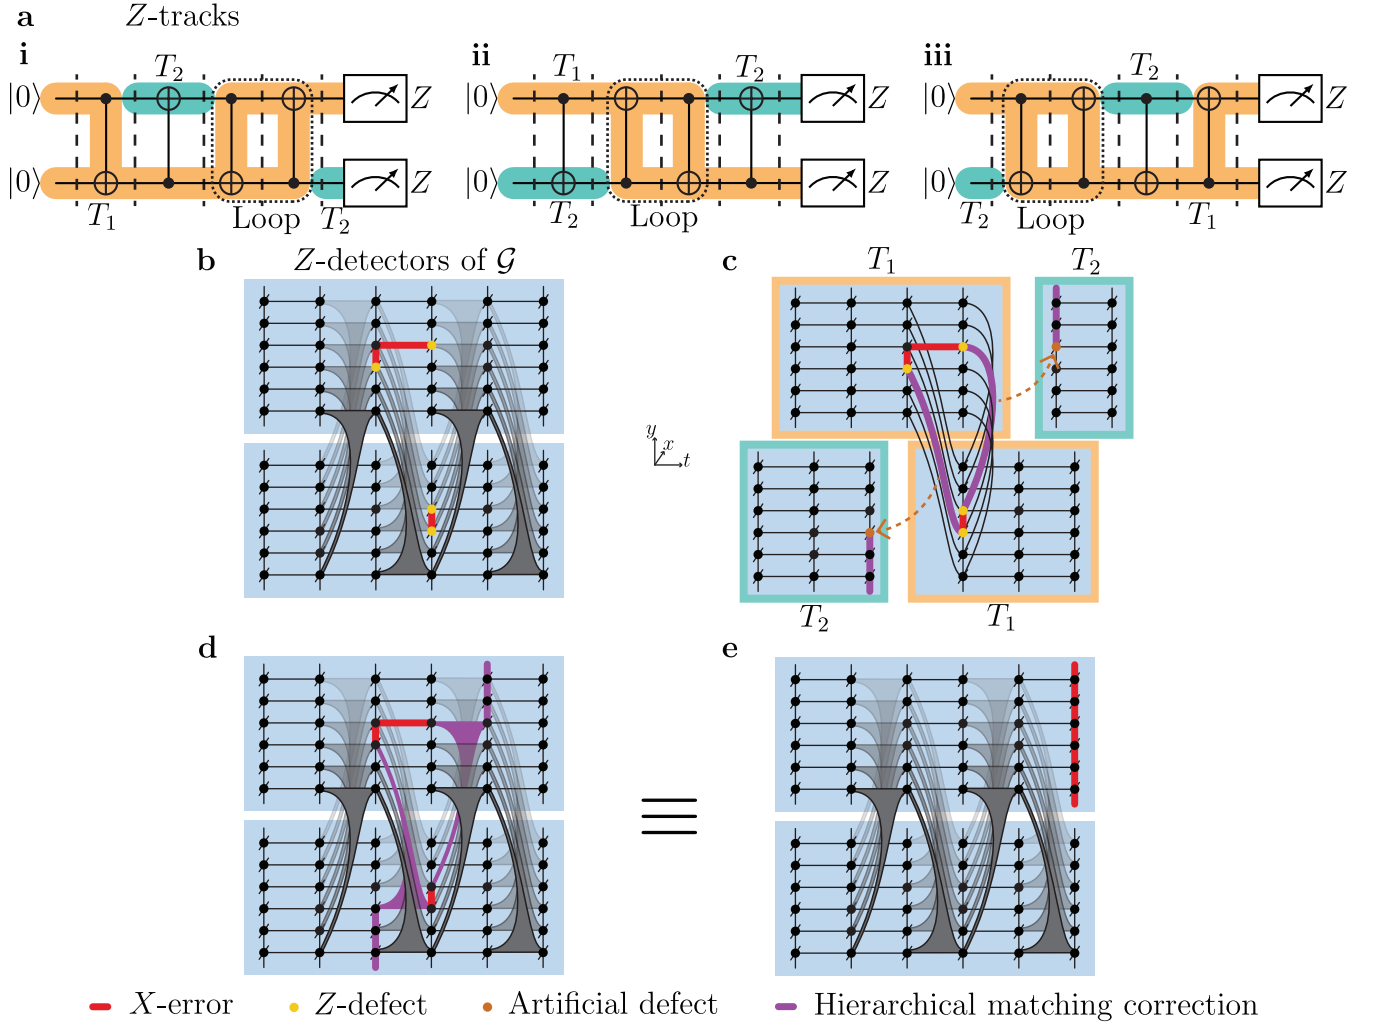 a Z-tracks
i ii iii
T₂ T₁ T₂ T₂
|0⟩ Z |0⟩ Z |0⟩ Z
|0⟩ Z |0⟩ Z |0⟩ Z
T₁ Loop T₂ T₂ Loop T₂ Loop T₁
b Z-detectors of 𝒢 c T₁ T₂
y
x
t
T₂ T₁
d e
X-error Z-defect Artificial defect Hierarchical matching correction